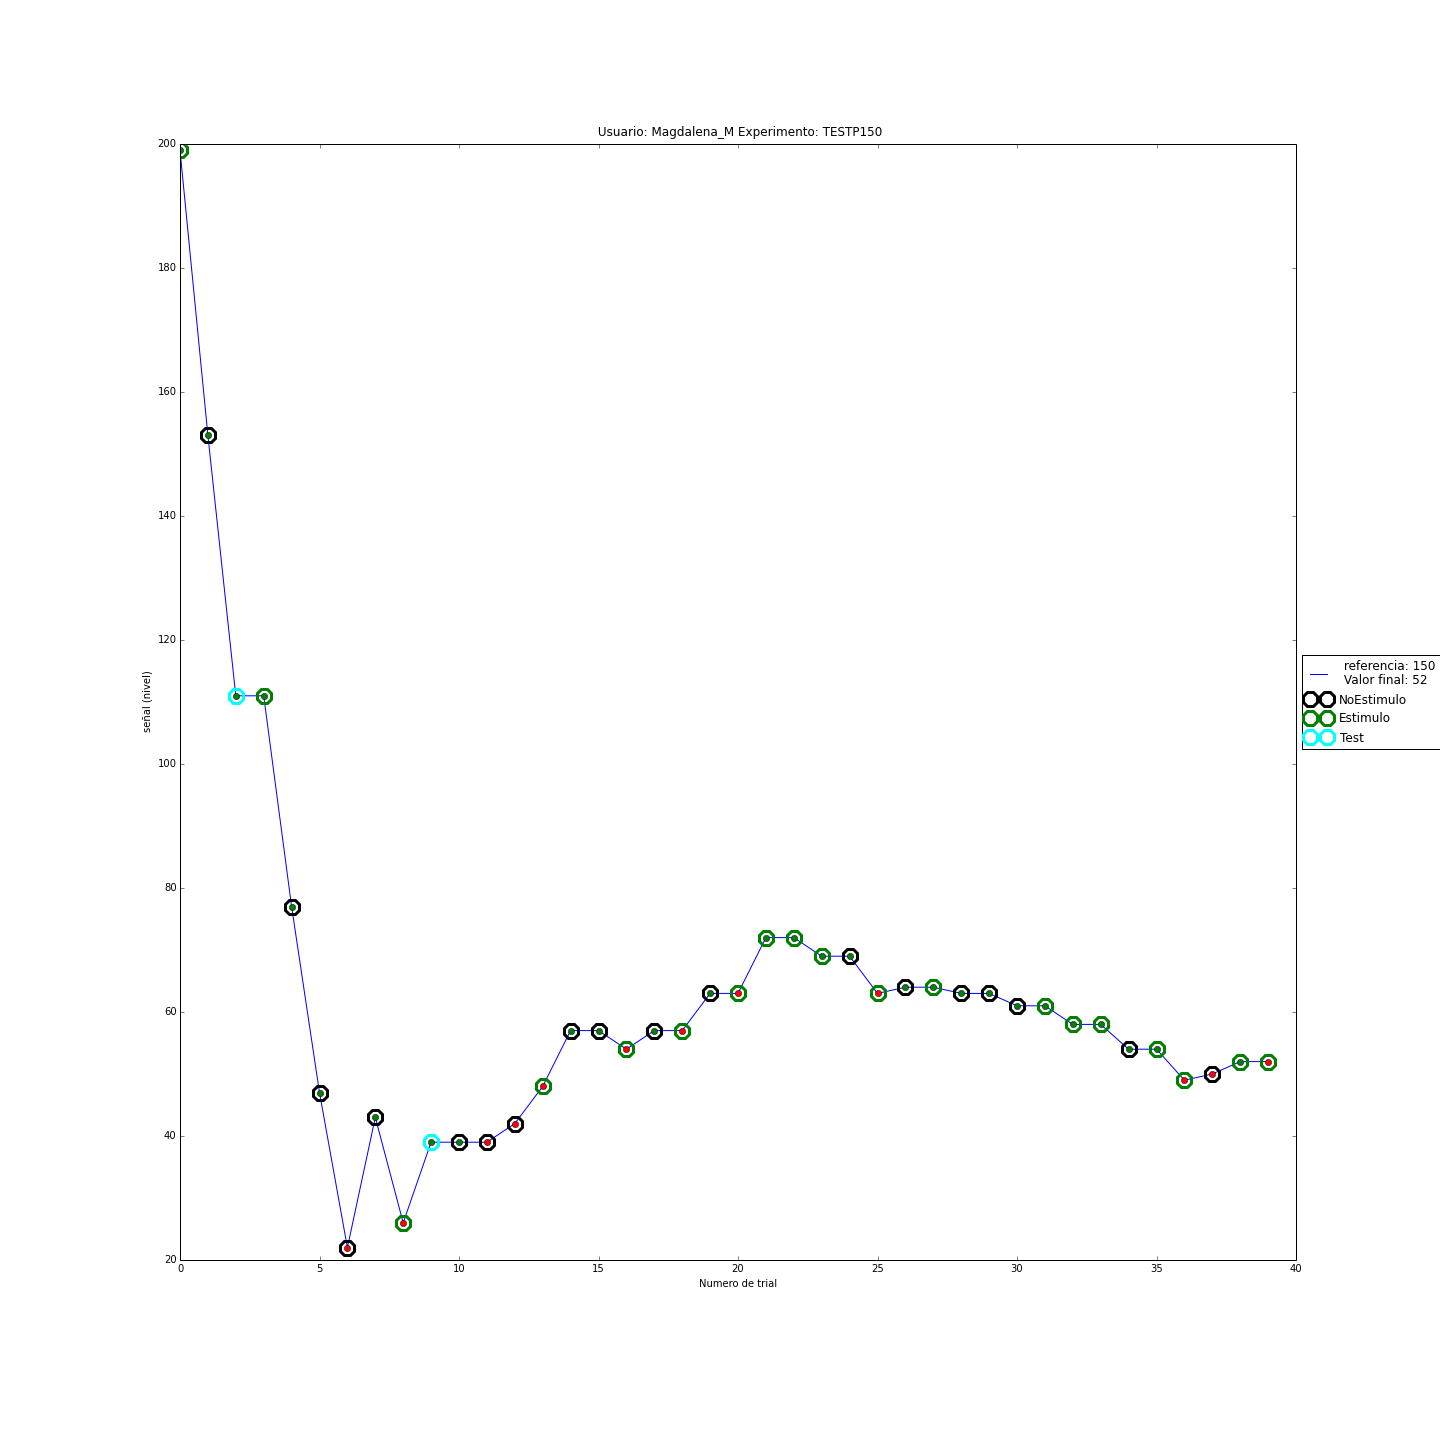 Usuario: Magdalena_M Experimento: TESTP150
200
180
160
140
120
100
80
60
40
20
señal (nivel)
0 5 10 15 20 25 30 35 40
Numero de trial
referencia: 150
Valor final: 52
NoEstimulo
Estimulo
Test